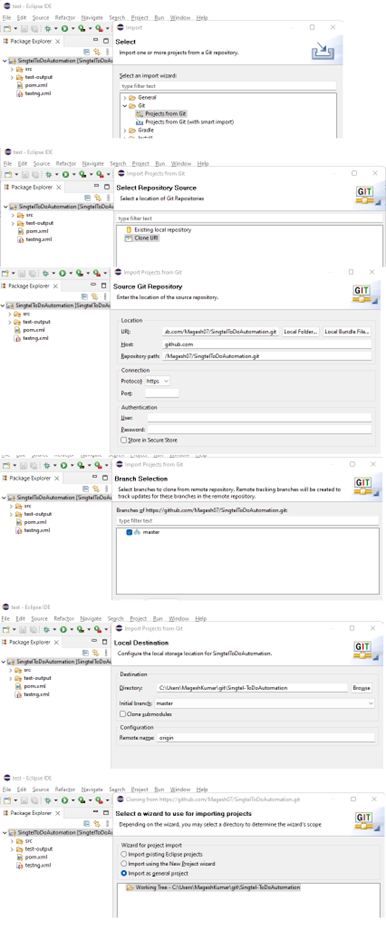 test - Eclipse IDE
File Edit Source Refactor Navigate Search Project Run Window Help
Import
Package Explorer
Select
Import one or more projects from a Git repository.
SingtelToDoAutomation [SingtelToDoA
src
test-output
pom.xml
testng.xml
Select an import wizard:
type filter text
General
Git
Projects from Git
Projects from Git (with smart import)
Gradle
test - Eclipse IDE
File Edit Source Refactor Navigate Search Project Run Window Help
Import Projects from Git
Package Explorer
Select Repository Source
Select a location of Git Repositories
GIT
SingtelToDoAutomation [SingtelToDoA
src
test-output
pom.xml
testng.xml
type filter text
Existing local repository
Clone URI
Import Projects from Git
Package Explorer
Source Git Repository
Enter the location of the source repository.
GIT
SingtelToDoAutomation [SingtelToDoA
src
test-output
pom.xml
testng.xml
Location
URI: ub.com/Magesh07/SingtelToDoAutomation.git Local Folder... Local Bundle File...
Host: github.com
Repository path: /Magesh07/SingtelToDoAutomation.git
Connection
Protocol: https
Port:
Authentication
User:
Password:
Store in Secure Store
Import Projects from Git
Package Explorer
Branch Selection
Select branches to clone from remote repository. Remote tracking branches will be created to
track updates for these branches in the remote repository.
GIT
SingtelToDoAutomation [SingtelToDoA
src
test-output
pom.xml
testng.xml
Branches of https://github.com/Magesh07/SingtelToDoAutomation.git:
type filter text
master
test - Eclipse IDE
File Edit Source Refactor Navigate Search Project Run Window Help
Import Projects from Git
Package Explorer
Local Destination
Configure the local storage location for SingtelToDoAutomation.
GIT
SingtelToDoAutomation [SingtelToDoA
src
test-output
pom.xml
testng.xml
Destination
Directory: C:\Users\MageshKumar\git\Singtel-ToDoAutomation Browse
Initial branch: master
Clone submodules
Configuration
Remote name: origin
test - Eclipse IDE
File Edit Source Refactor Navigate Search Project Run Window Help
Cloning from https://github.com/Magesh07/SingtelToDoAutomation.git
Package Explorer
Select a wizard to use for importing projects
Depending on the wizard, you may select a directory to determine the wizard's scope
GIT
SingtelToDoAutomation [SingtelToDoA
src
test-output
pom.xml
testng.xml
Wizard for project import
Import existing Eclipse projects
Import using the New Project wizard
Import as general project
Working Tree - C:\Users\MageshKumar\git\Singtel-ToDoAutomation